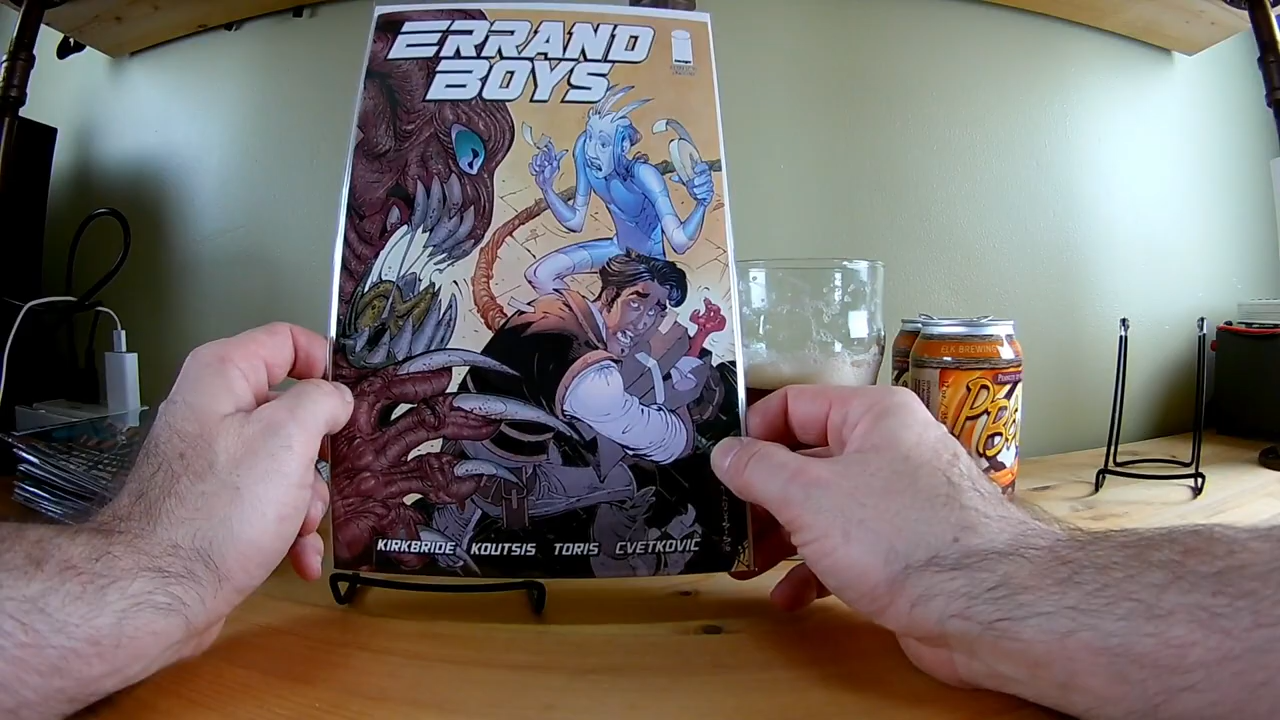 ERRAND
BOYS
KIRKBRIDE KOUTSIS TORIS CVETKOVIC
ELK BREWING